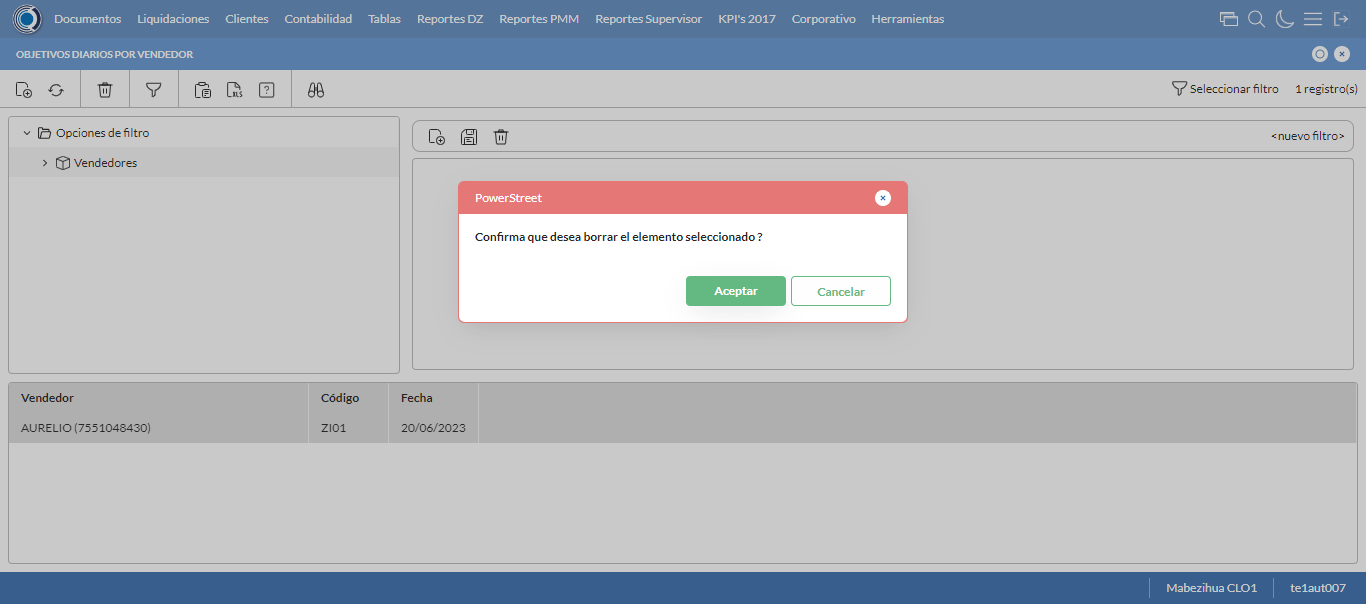 Documentos Liquidaciones Clientes Contabilidad Tablas Reportes DZ Reportes PMM Reportes Supervisor KPI's 2017 Corporativo Herramientas
OBJETIVOS DIARIOS POR VENDEDOR
XLS ? Seleccionar filtro 1 registro(s)
Opciones de filtro
<nuevo filtro>
Vendedores
PowerStreet
Confirma que desea borrar el elemento seleccionado ?
Aceptar Cancelar
Vendedor Código Fecha
AURELIO (7551048430) ZI01 20/06/2023
Mabezihua CLO1 te1aut007